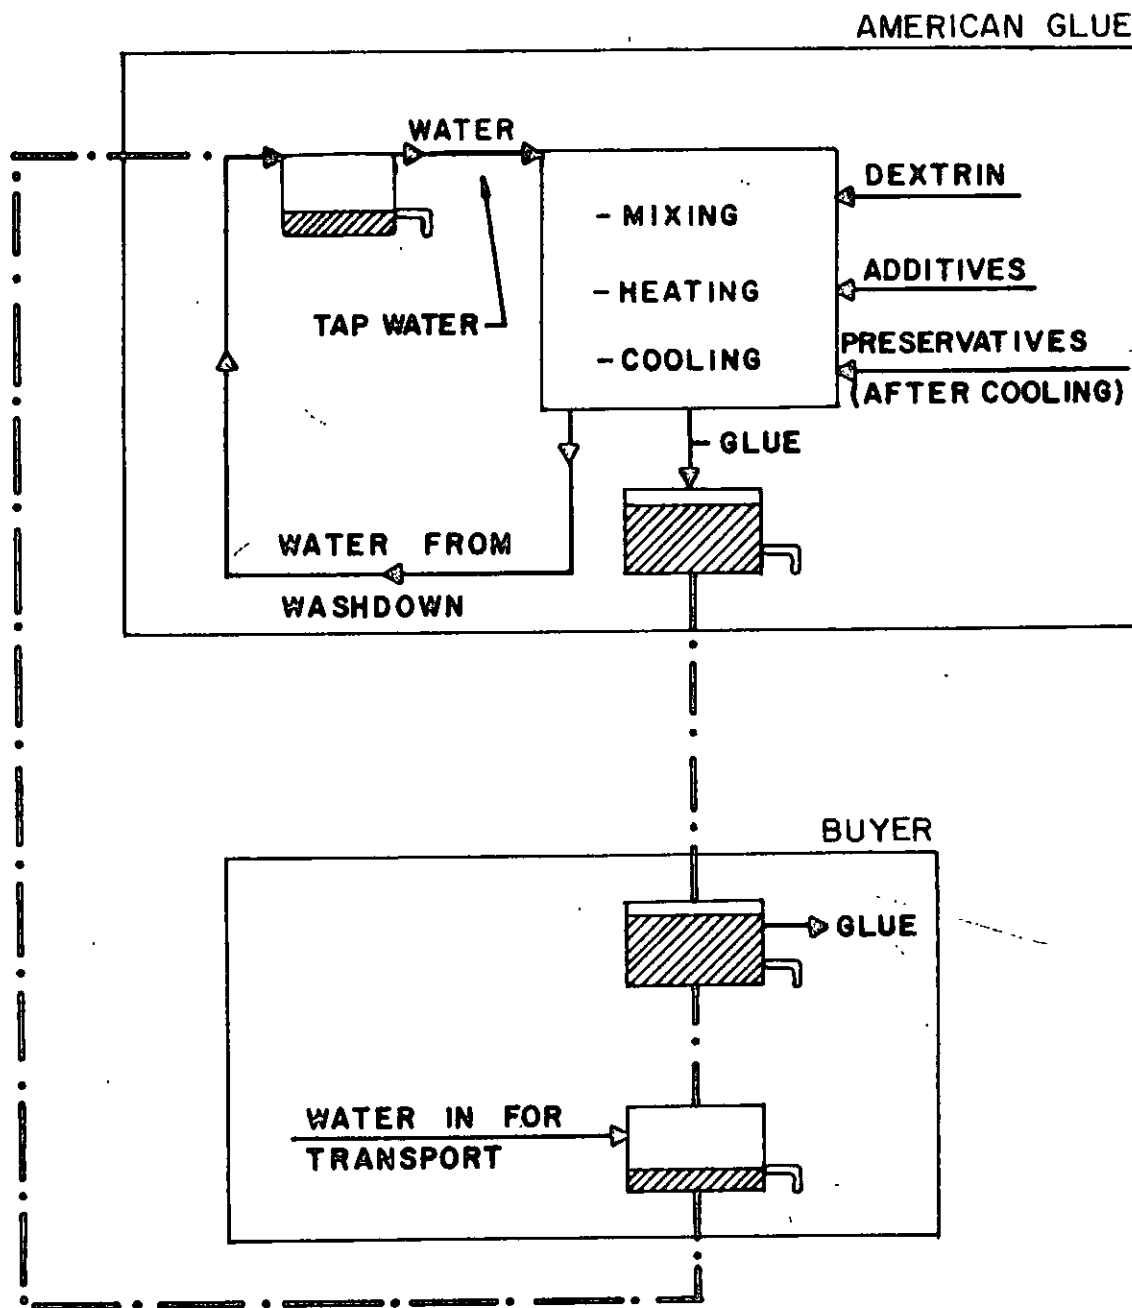 AMERICAN GLUE
WATER
DEXTRIN
- MIXING
ADDITIVES
- HEATING
TAP WATER
PRESERVATIVES
- COOLING
(AFTER COOLING)
GLUE
WATER FROM
WASHDOWN
BUYER
GLUE
WATER IN FOR
TRANSPORT